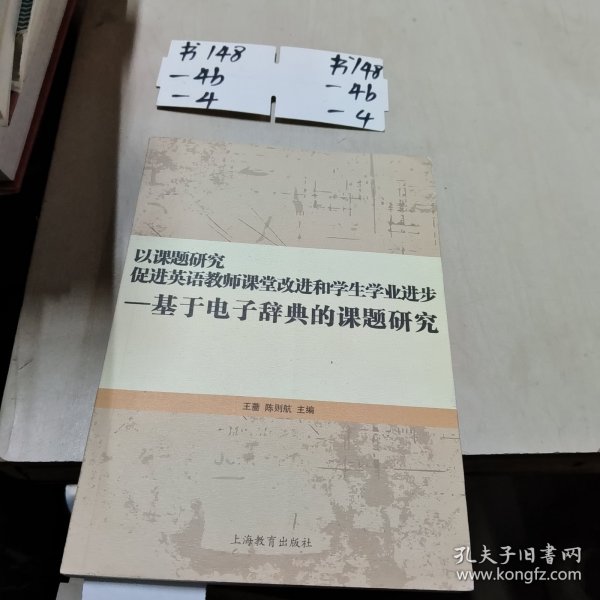 书148
-4b
-4
书148
-4b
-4
以课题研究
促进英语教师课堂改进和学生学业进步
—基于电子辞典的课题研究
王蔷 陈则航 主编
上海教育出版社
孔夫子旧书网
www.kongfz.com